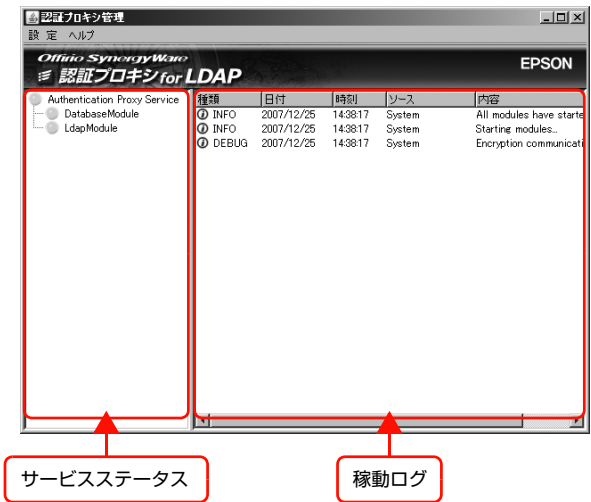 認証プロキシ管理
設 定 ヘルプ
Offirio SynergyWare
認証プロキシ for LDAP
EPSON
Authentication Proxy Service
DatabaseModule
LdapModule
種類 日付 時刻 ソース 内容
INFO 2007/12/25 14:38:17 System All modules have starte
INFO 2007/12/25 14:38:17 System Starting modules...
DEBUG 2007/12/25 14:38:17 System Encryption communicati
サービスステータス
稼動ログ